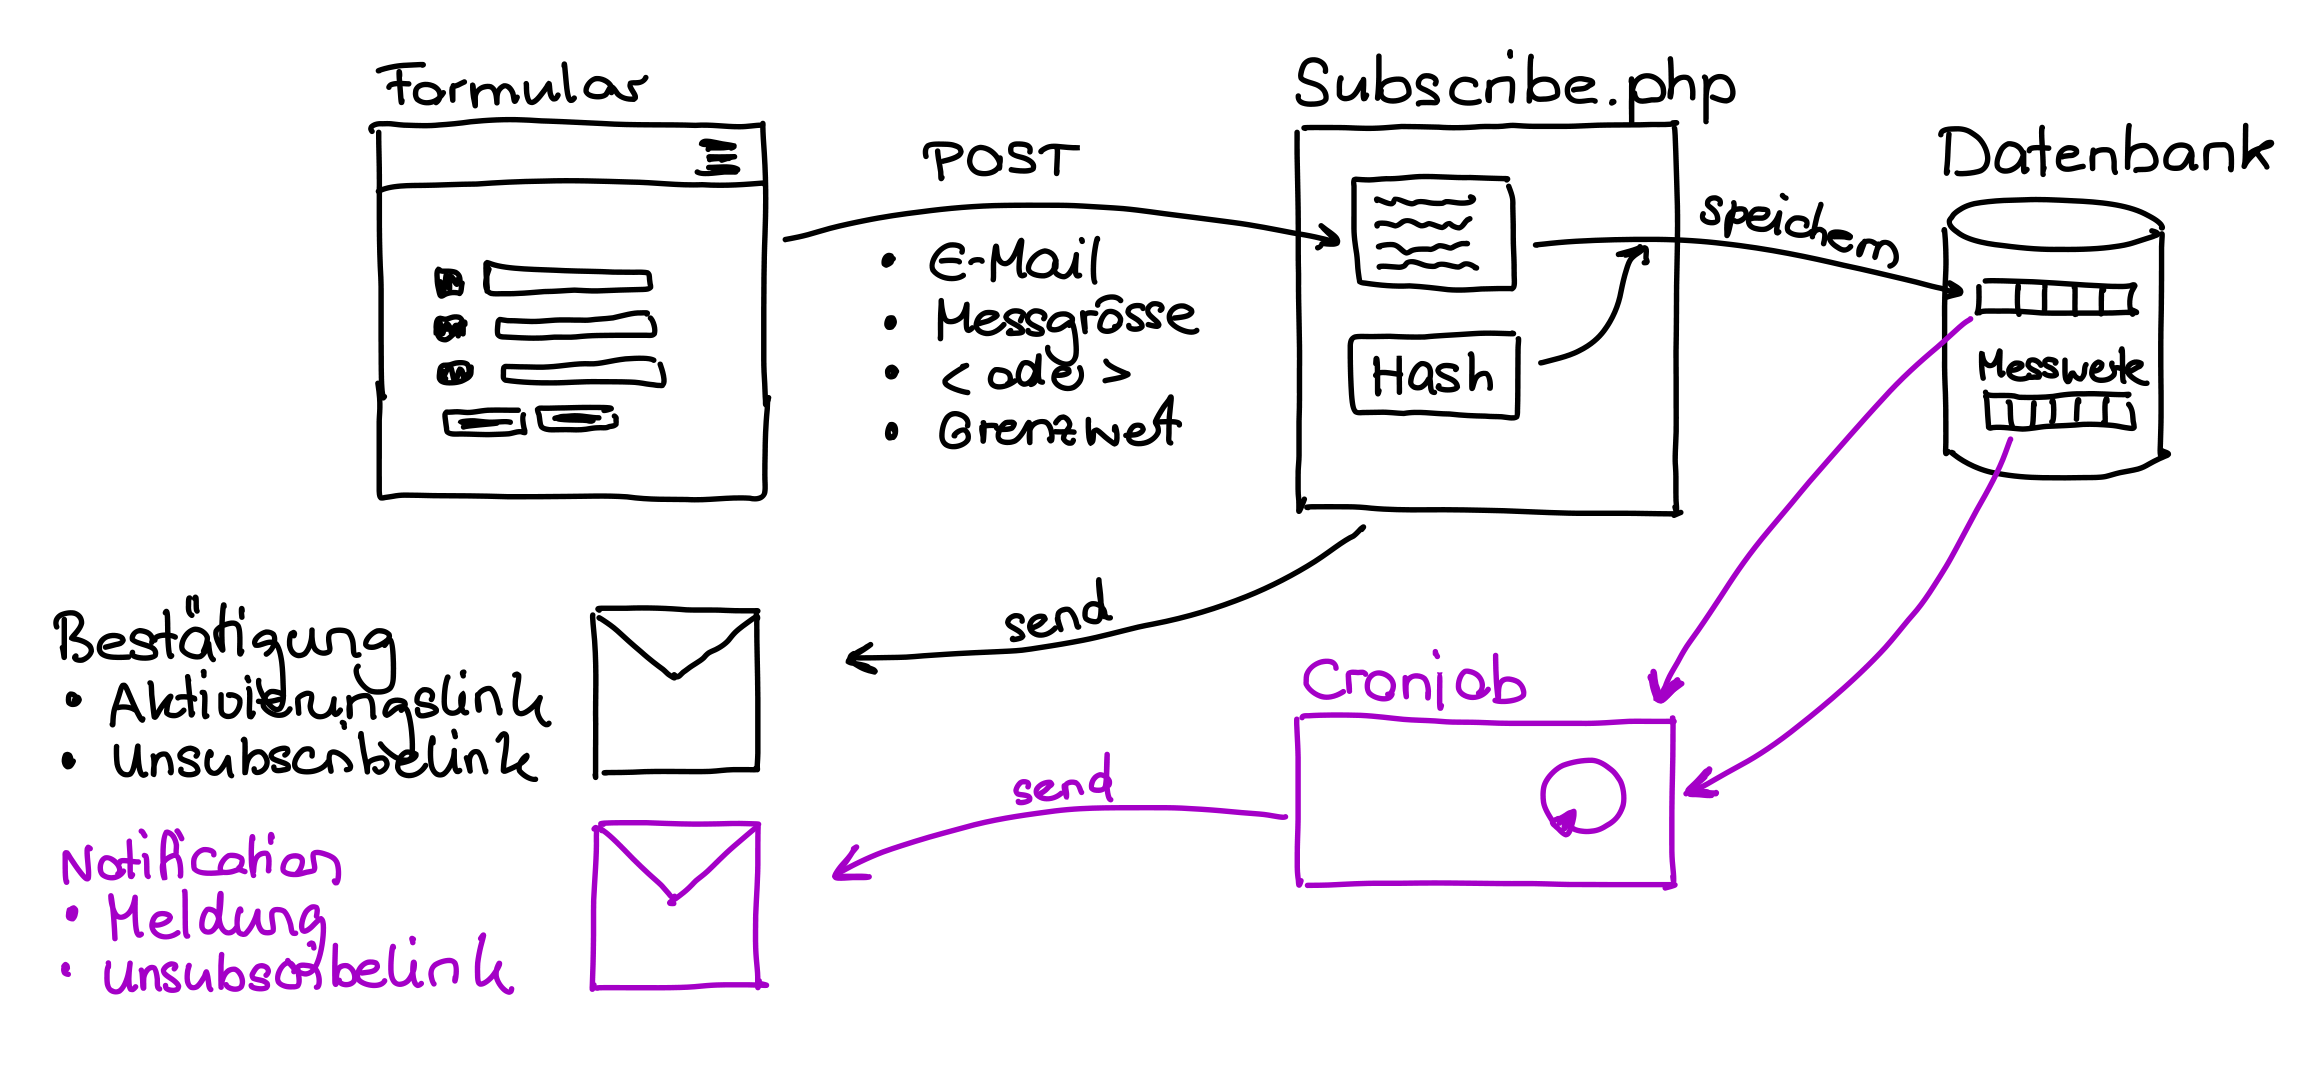 Formular
POST
• E-Mail
• Messgrösse
• < ode >
• Grenzwert
Subscribe.php
Hash
speichern
Datenbank
Messwerte
send
Bestätigung
• Aktivierungslink
• Unsubscribelink
Cronjob
send
Notification
• Meldung
• Unsubscribelink